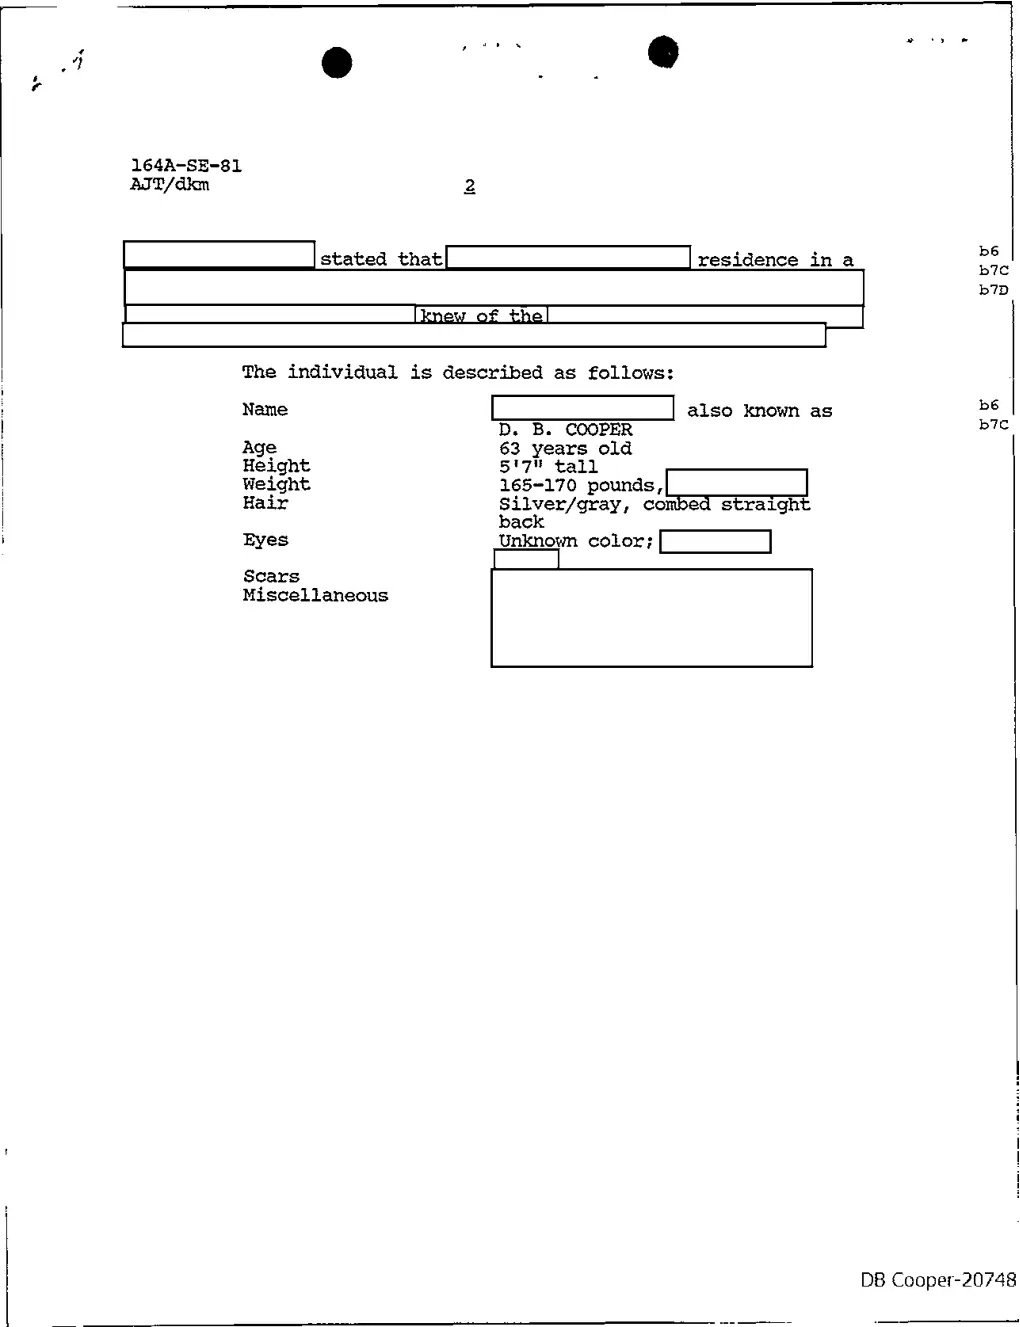 164A-SE-81
AJT/dkm
2
stated that residence in a b6
b7C
b7D
knew of the
The individual is described as follows:
Name also known as b6
D. B. COOPER b7C
Age 63 years old
Height 5'7" tall
Weight 165-170 pounds,
Hair Silver/gray, combed straight
back
Eyes Unknown color;
Scars
Miscellaneous
DB Cooper-20748